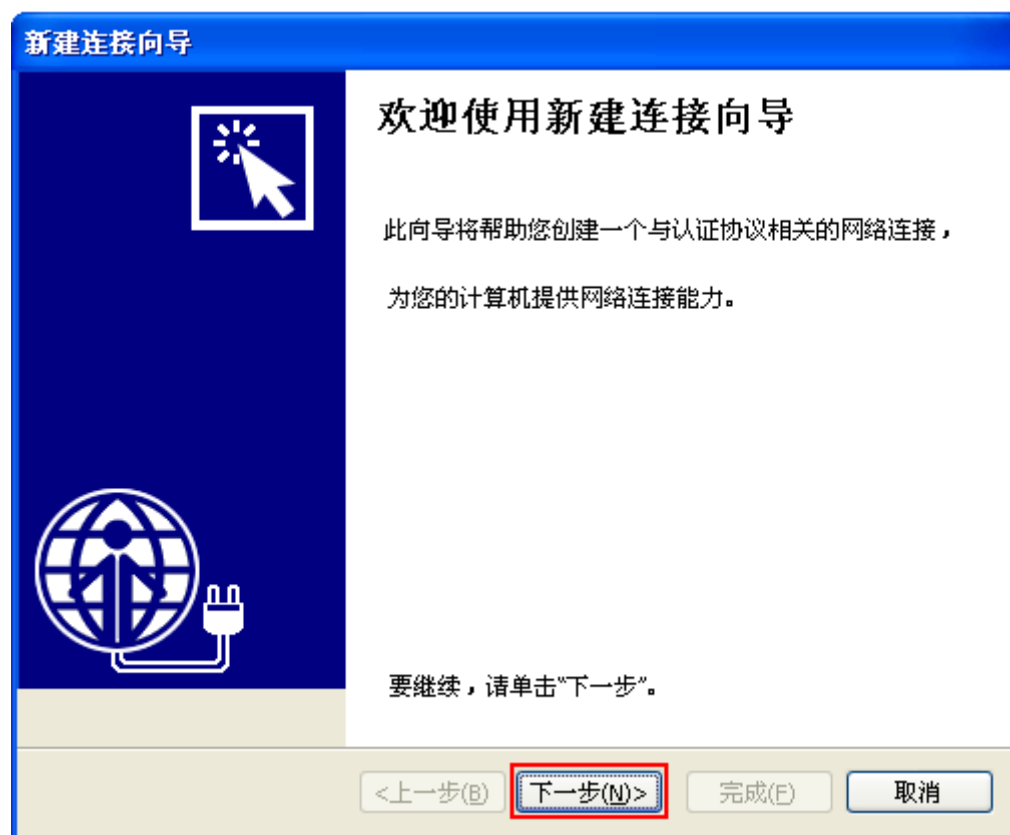 新建连接向导
欢迎使用新建连接向导
此向导将帮助您创建一个与认证协议相关的网络连接，
为您的计算机提供网络连接能力。
要继续，请单击“下一步”。
<上一步(B)
下一步(N)>
完成(F)
取消